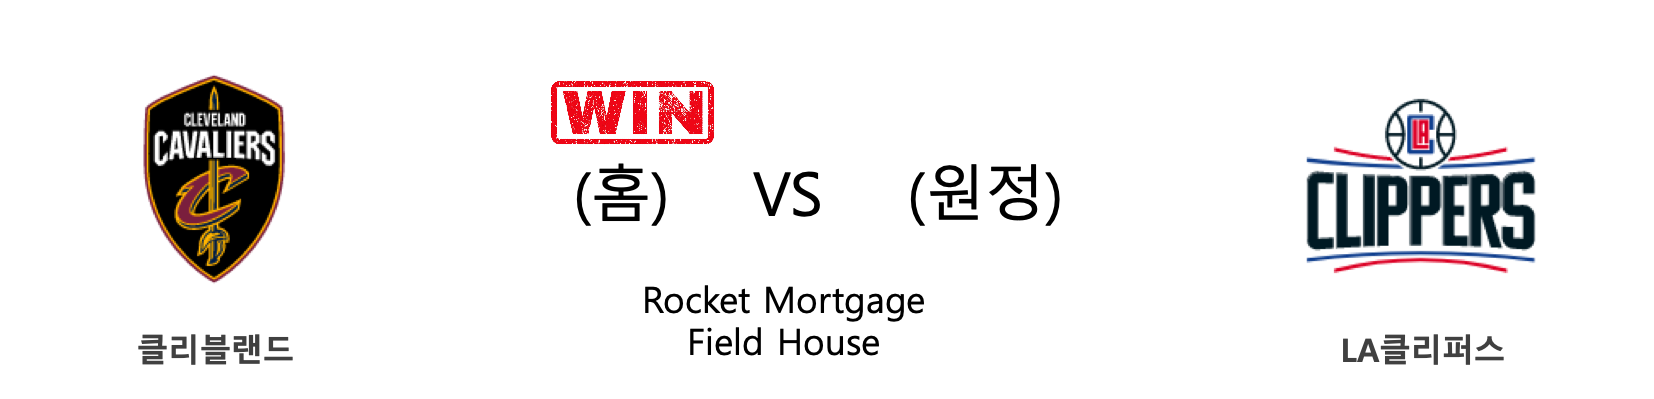 CLEVELAND
CAVALIERS
C
클리블랜드
WIN
(홈) VS (원정)
Rocket Mortgage
Field House
LA
CLIPPERS
LA클리퍼스